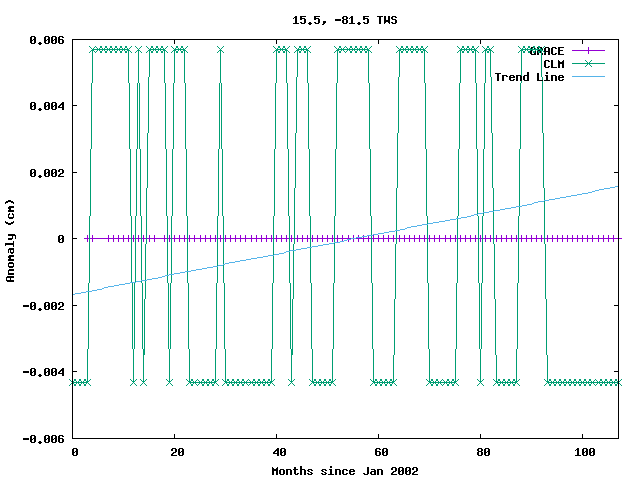 15.5, -81.5 TWS
GRACE
CLM
Trend Line
0.006
0.004
0.002
0
-0.002
-0.004
-0.006
Anomaly (cm)
0 20 40 60 80 100
Months since Jan 2002